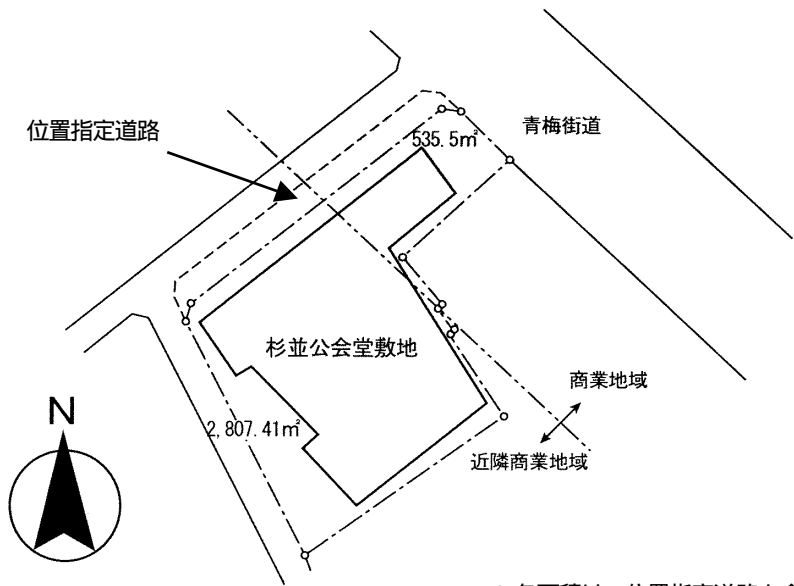 青梅街道
位置指定道路
535.5㎡
杉並公会堂敷地
商業地域
N
2,807.41㎡
近隣商業地域